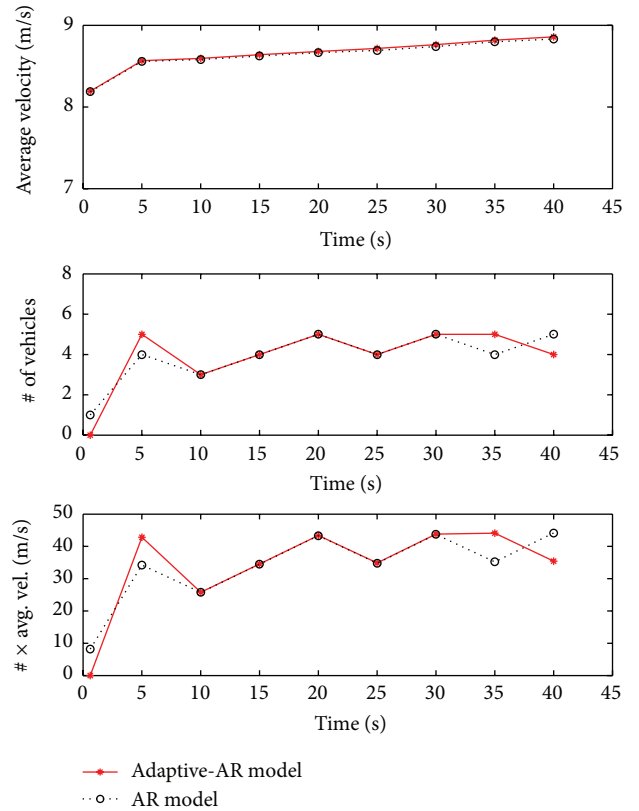 Average velocity (m/s)
9
8
7
0 5 10 15 20 25 30 35 40 45
Time (s)
# of vehicles
8
6
4
2
0
0 5 10 15 20 25 30 35 40 45
Time (s)
# × avg. vel. (m/s)
50
40
30
20
10
0
0 5 10 15 20 25 30 35 40 45
Time (s)
Adaptive-AR model
AR model